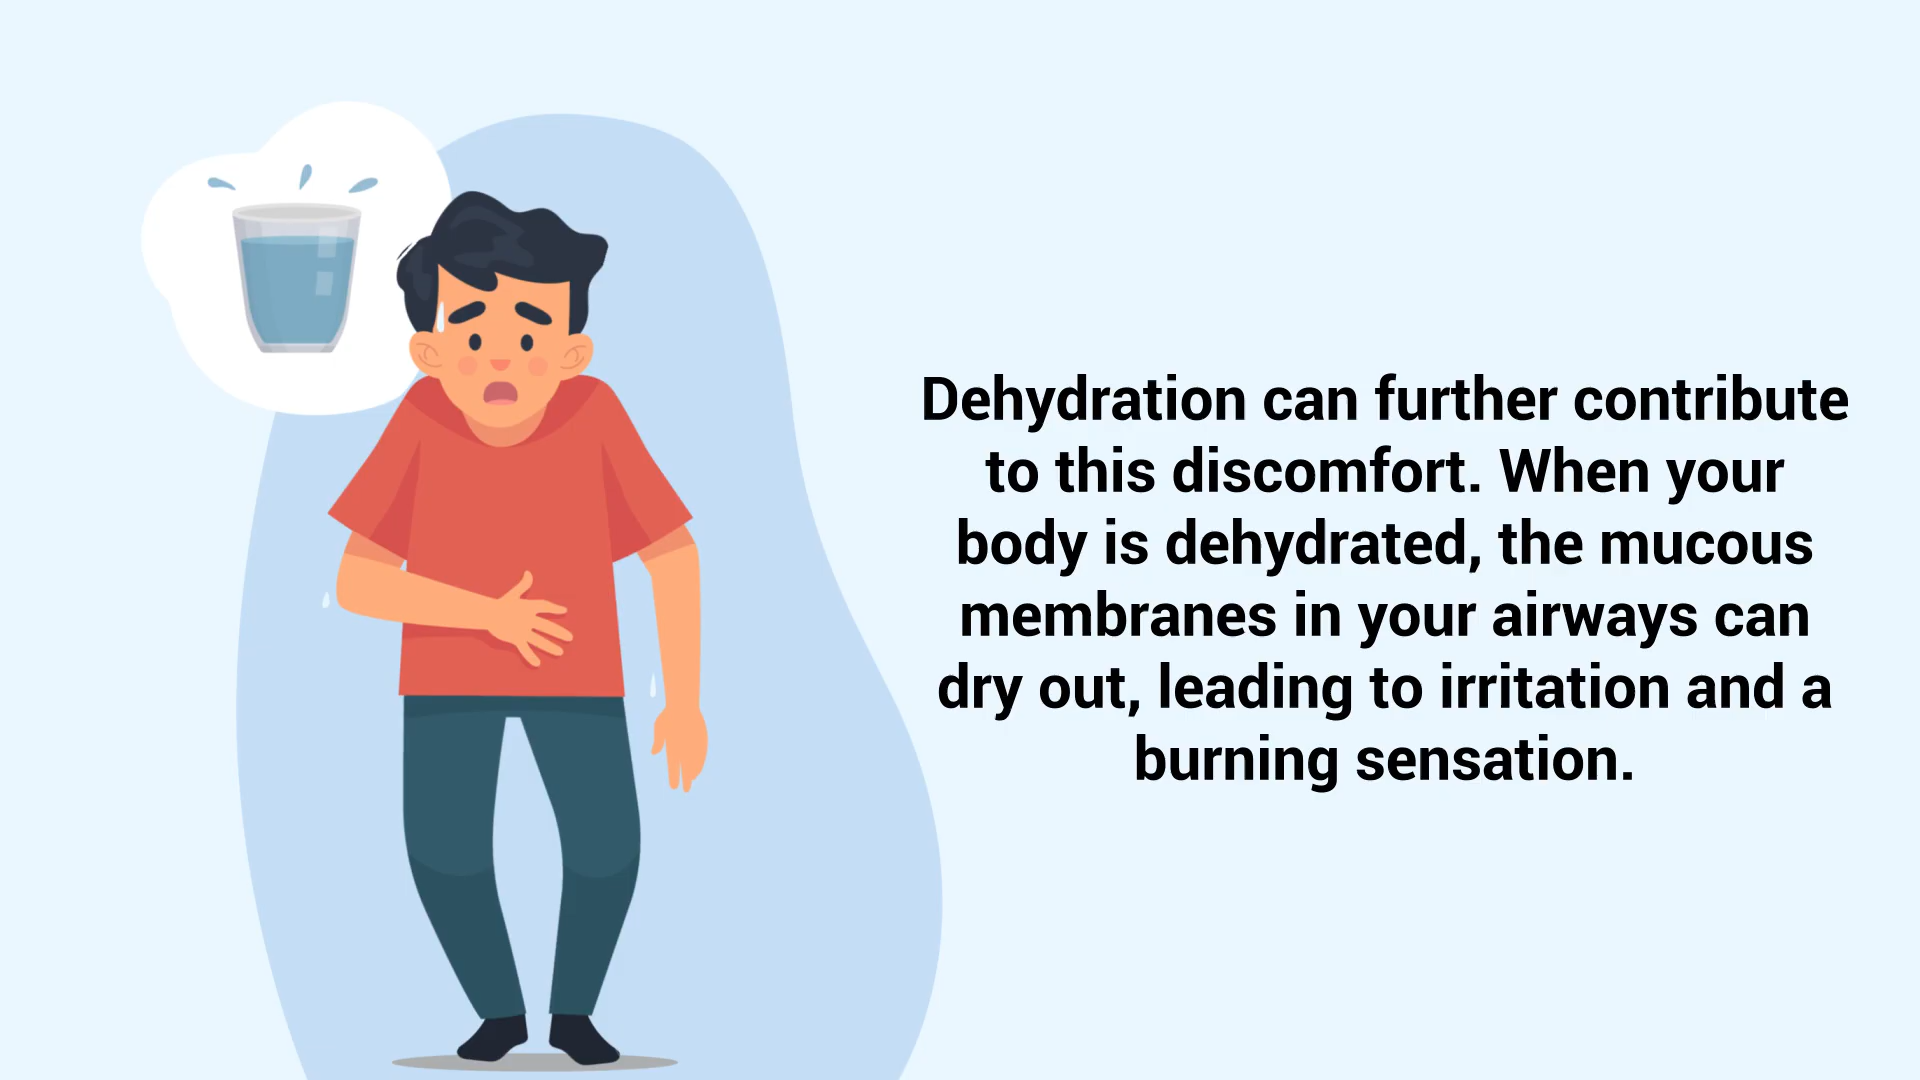 Dehydration can further contribute
to this discomfort. When your
body is dehydrated, the mucous
membranes in your airways can
dry out, leading to irritation and a
burning sensation.